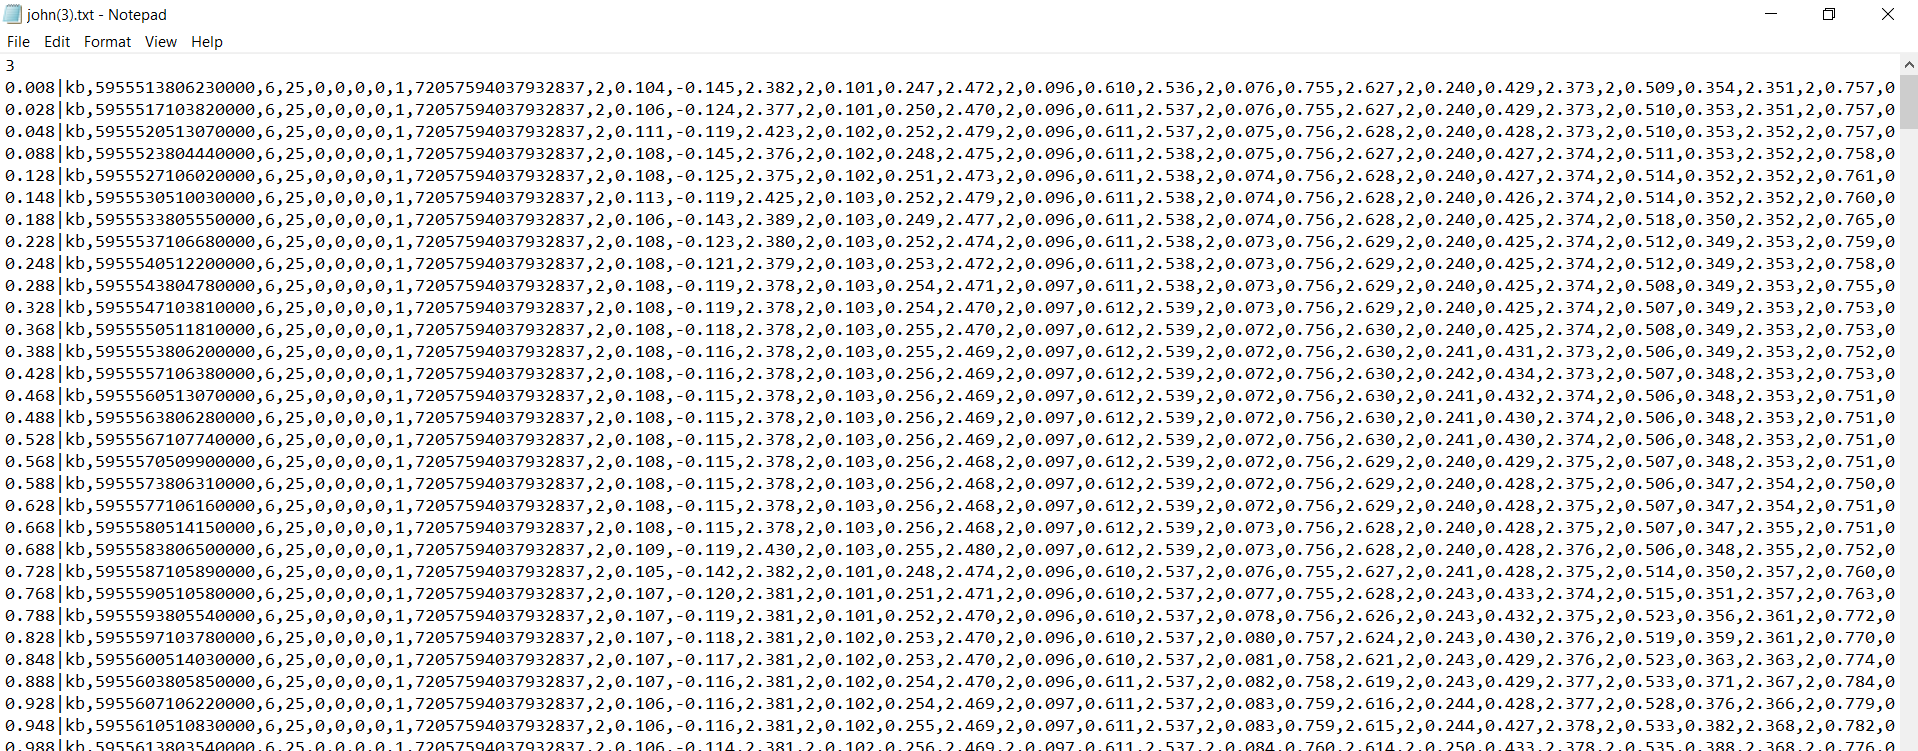 john(3).txt - Notepad
File Edit Format View Help
3
0.008|kb,5955513806230000,6,25,0,0,0,0,1,72057594037932837,2,0.104,-0.145,2.382,2,0.101,0.247,2.472,2,0.096,0.610,2.536,2,0.076,0.755,2.627,2,0.240,0.429,2.373,2,0.509,0.354,2.351,2,0.757,0
0.028|kb,5955517103820000,6,25,0,0,0,0,1,72057594037932837,2,0.106,-0.124,2.377,2,0.101,0.250,2.470,2,0.096,0.611,2.537,2,0.076,0.755,2.627,2,0.240,0.429,2.373,2,0.510,0.353,2.351,2,0.757,0
0.048|kb,5955520513070000,6,25,0,0,0,0,1,72057594037932837,2,0.111,-0.119,2.423,2,0.102,0.252,2.479,2,0.096,0.611,2.537,2,0.075,0.756,2.628,2,0.240,0.428,2.373,2,0.510,0.353,2.352,2,0.757,0
0.088|kb,5955523804440000,6,25,0,0,0,0,1,72057594037932837,2,0.108,-0.145,2.376,2,0.102,0.248,2.475,2,0.096,0.611,2.538,2,0.075,0.756,2.627,2,0.240,0.427,2.374,2,0.511,0.353,2.352,2,0.758,0
0.128|kb,5955527106020000,6,25,0,0,0,0,1,72057594037932837,2,0.108,-0.125,2.375,2,0.102,0.251,2.473,2,0.096,0.611,2.538,2,0.074,0.756,2.628,2,0.240,0.427,2.374,2,0.514,0.352,2.352,2,0.761,0
0.148|kb,5955530510030000,6,25,0,0,0,0,1,72057594037932837,2,0.113,-0.119,2.425,2,0.103,0.252,2.479,2,0.096,0.611,2.538,2,0.074,0.756,2.628,2,0.240,0.426,2.374,2,0.514,0.352,2.352,2,0.760,0
0.188|kb,5955533805550000,6,25,0,0,0,0,1,72057594037932837,2,0.106,-0.143,2.389,2,0.103,0.249,2.477,2,0.096,0.611,2.538,2,0.074,0.756,2.628,2,0.240,0.425,2.374,2,0.518,0.350,2.352,2,0.765,0
0.228|kb,5955537106680000,6,25,0,0,0,0,1,72057594037932837,2,0.108,-0.123,2.380,2,0.103,0.252,2.474,2,0.096,0.611,2.538,2,0.073,0.756,2.629,2,0.240,0.425,2.374,2,0.512,0.349,2.353,2,0.759,0
0.248|kb,5955540512200000,6,25,0,0,0,0,1,72057594037932837,2,0.108,-0.121,2.379,2,0.103,0.253,2.472,2,0.096,0.611,2.538,2,0.073,0.756,2.629,2,0.240,0.425,2.374,2,0.512,0.349,2.353,2,0.758,0
0.288|kb,5955543804780000,6,25,0,0,0,0,1,72057594037932837,2,0.108,-0.119,2.378,2,0.103,0.254,2.471,2,0.097,0.611,2.538,2,0.073,0.756,2.629,2,0.240,0.425,2.374,2,0.508,0.349,2.353,2,0.755,0
0.328|kb,5955547103810000,6,25,0,0,0,0,1,72057594037932837,2,0.108,-0.119,2.378,2,0.103,0.254,2.470,2,0.097,0.612,2.539,2,0.073,0.756,2.629,2,0.240,0.425,2.374,2,0.507,0.349,2.353,2,0.753,0
0.368|kb,5955550511810000,6,25,0,0,0,0,1,72057594037932837,2,0.108,-0.118,2.378,2,0.103,0.255,2.470,2,0.097,0.612,2.539,2,0.072,0.756,2.630,2,0.240,0.425,2.374,2,0.508,0.349,2.353,2,0.753,0
0.388|kb,5955553806200000,6,25,0,0,0,0,1,72057594037932837,2,0.108,-0.116,2.378,2,0.103,0.255,2.469,2,0.097,0.612,2.539,2,0.072,0.756,2.630,2,0.241,0.431,2.373,2,0.506,0.349,2.353,2,0.752,0
0.428|kb,5955557106380000,6,25,0,0,0,0,1,72057594037932837,2,0.108,-0.116,2.378,2,0.103,0.256,2.469,2,0.097,0.612,2.539,2,0.072,0.756,2.630,2,0.242,0.434,2.373,2,0.507,0.348,2.353,2,0.753,0
0.468|kb,5955560513070000,6,25,0,0,0,0,1,72057594037932837,2,0.108,-0.115,2.378,2,0.103,0.256,2.469,2,0.097,0.612,2.539,2,0.072,0.756,2.630,2,0.241,0.432,2.374,2,0.506,0.348,2.353,2,0.751,0
0.488|kb,5955563806280000,6,25,0,0,0,0,1,72057594037932837,2,0.108,-0.115,2.378,2,0.103,0.256,2.469,2,0.097,0.612,2.539,2,0.072,0.756,2.630,2,0.241,0.430,2.374,2,0.506,0.348,2.353,2,0.751,0
0.528|kb,5955567107740000,6,25,0,0,0,0,1,72057594037932837,2,0.108,-0.115,2.378,2,0.103,0.256,2.469,2,0.097,0.612,2.539,2,0.072,0.756,2.630,2,0.241,0.430,2.374,2,0.506,0.348,2.353,2,0.751,0
0.568|kb,5955570509900000,6,25,0,0,0,0,1,72057594037932837,2,0.108,-0.115,2.378,2,0.103,0.256,2.468,2,0.097,0.612,2.539,2,0.072,0.756,2.629,2,0.240,0.429,2.375,2,0.507,0.348,2.353,2,0.751,0
0.588|kb,5955573806310000,6,25,0,0,0,0,1,72057594037932837,2,0.108,-0.115,2.378,2,0.103,0.256,2.468,2,0.097,0.612,2.539,2,0.072,0.756,2.629,2,0.240,0.428,2.375,2,0.506,0.347,2.354,2,0.750,0
0.628|kb,5955577106160000,6,25,0,0,0,0,1,72057594037932837,2,0.108,-0.115,2.378,2,0.103,0.256,2.468,2,0.097,0.612,2.539,2,0.072,0.756,2.629,2,0.240,0.428,2.375,2,0.507,0.347,2.354,2,0.751,0
0.668|kb,5955580514150000,6,25,0,0,0,0,1,72057594037932837,2,0.108,-0.115,2.378,2,0.103,0.256,2.468,2,0.097,0.612,2.539,2,0.073,0.756,2.628,2,0.240,0.428,2.375,2,0.507,0.347,2.355,2,0.751,0
0.688|kb,5955583806500000,6,25,0,0,0,0,1,72057594037932837,2,0.109,-0.119,2.430,2,0.103,0.255,2.480,2,0.097,0.612,2.539,2,0.073,0.756,2.628,2,0.240,0.428,2.376,2,0.506,0.348,2.355,2,0.752,0
0.728|kb,5955587105890000,6,25,0,0,0,0,1,72057594037932837,2,0.105,-0.142,2.382,2,0.101,0.248,2.474,2,0.096,0.610,2.537,2,0.076,0.755,2.627,2,0.241,0.428,2.375,2,0.514,0.350,2.357,2,0.760,0
0.768|kb,5955590510580000,6,25,0,0,0,0,1,72057594037932837,2,0.107,-0.120,2.381,2,0.101,0.251,2.471,2,0.096,0.610,2.537,2,0.077,0.755,2.628,2,0.243,0.433,2.374,2,0.515,0.351,2.357,2,0.763,0
0.788|kb,5955593805540000,6,25,0,0,0,0,1,72057594037932837,2,0.107,-0.119,2.381,2,0.101,0.252,2.470,2,0.096,0.610,2.537,2,0.078,0.756,2.626,2,0.243,0.432,2.375,2,0.523,0.356,2.361,2,0.772,0
0.828|kb,5955597103780000,6,25,0,0,0,0,1,72057594037932837,2,0.107,-0.118,2.381,2,0.102,0.253,2.470,2,0.096,0.610,2.537,2,0.080,0.757,2.624,2,0.243,0.430,2.376,2,0.519,0.359,2.361,2,0.770,0
0.848|kb,5955600514030000,6,25,0,0,0,0,1,72057594037932837,2,0.107,-0.117,2.381,2,0.102,0.253,2.470,2,0.096,0.610,2.537,2,0.081,0.758,2.621,2,0.243,0.429,2.376,2,0.523,0.363,2.363,2,0.774,0
0.888|kb,5955603805850000,6,25,0,0,0,0,1,72057594037932837,2,0.107,-0.116,2.381,2,0.102,0.254,2.470,2,0.096,0.611,2.537,2,0.082,0.758,2.619,2,0.243,0.429,2.377,2,0.533,0.371,2.367,2,0.784,0
0.928|kb,5955607106220000,6,25,0,0,0,0,1,72057594037932837,2,0.106,-0.116,2.381,2,0.102,0.254,2.469,2,0.097,0.611,2.537,2,0.083,0.759,2.616,2,0.244,0.428,2.377,2,0.528,0.376,2.366,2,0.779,0
0.948|kb,5955610510830000,6,25,0,0,0,0,1,72057594037932837,2,0.106,-0.116,2.381,2,0.102,0.255,2.469,2,0.097,0.611,2.537,2,0.083,0.759,2.615,2,0.244,0.427,2.378,2,0.533,0.382,2.368,2,0.782,0
0.988|kb,5955613803540000,6,25,0,0,0,0,1,72057594037932837,2,0.106,-0.114,2.381,2,0.102,0.256,2.469,2,0.097,0.611,2.537,2,0.084,0.760,2.614,2,0.250,0.433,2.378,2,0.535,0.388,2.368,2,0.776,0